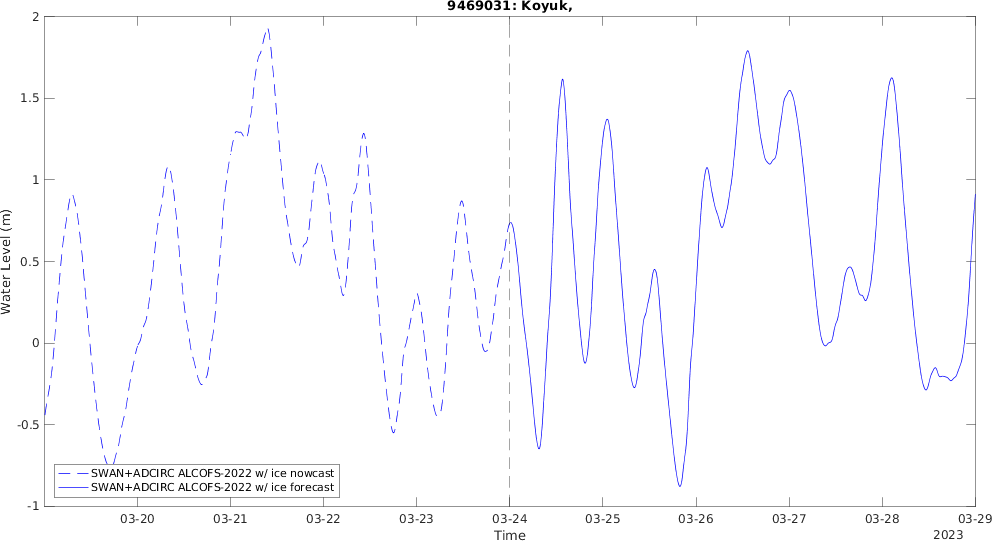 9469031: Koyuk,
2
1.5
1
0.5
0
-0.5
-1
Water Level (m)
SWAN+ADCIRC ALCOFS-2022 w/ ice nowcast
SWAN+ADCIRC ALCOFS-2022 w/ ice forecast
03-20 03-21 03-22 03-23 03-24 03-25 03-26 03-27 03-28 03-29
Time
2023